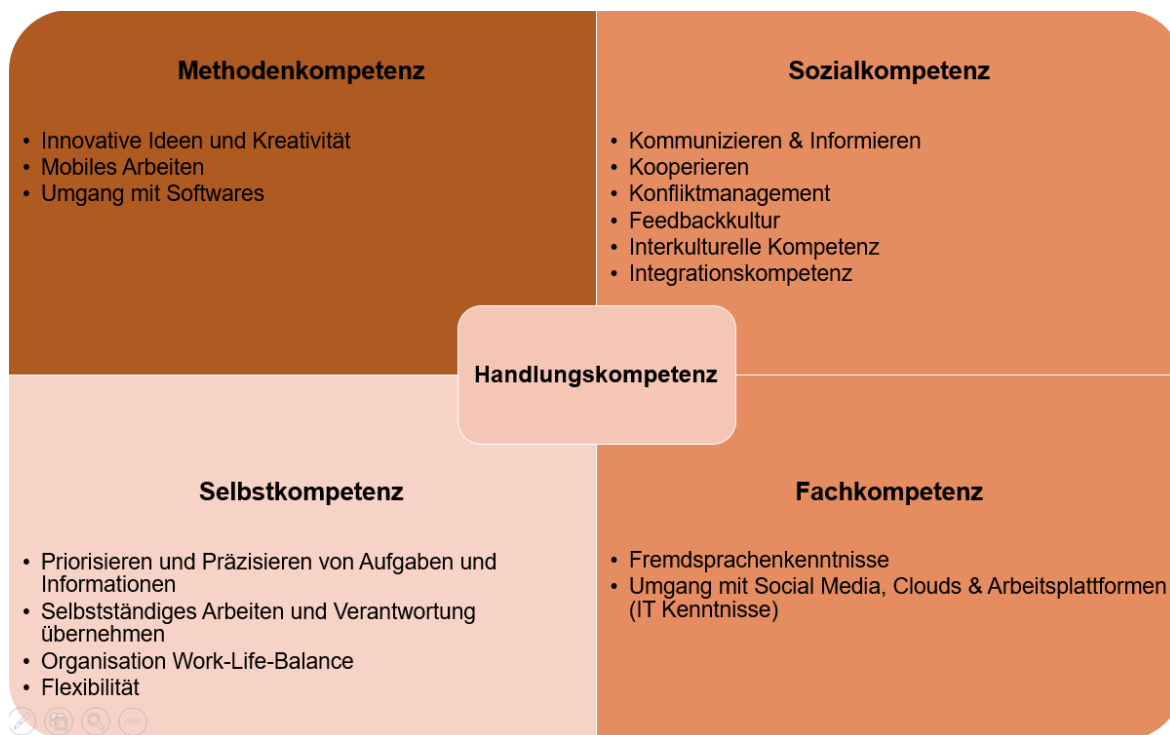 Methodenkompetenz
• Innovative Ideen und Kreativität
• Mobiles Arbeiten
• Umgang mit Softwares
Sozialkompetenz
• Kommunizieren & Informieren
• Kooperieren
• Konfliktmanagement
• Feedbackkultur
• Interkulturelle Kompetenz
• Integrationskompetenz
Handlungskompetenz
Selbstkompetenz
• Priorisieren und Präzisieren von Aufgaben und
Informationen
• Selbstständiges Arbeiten und Verantwortung
übernehmen
• Organisation Work-Life-Balance
• Flexibilität
Fachkompetenz
• Fremdsprachenkenntnisse
• Umgang mit Social Media, Clouds & Arbeitsplattformen
(IT Kenntnisse)